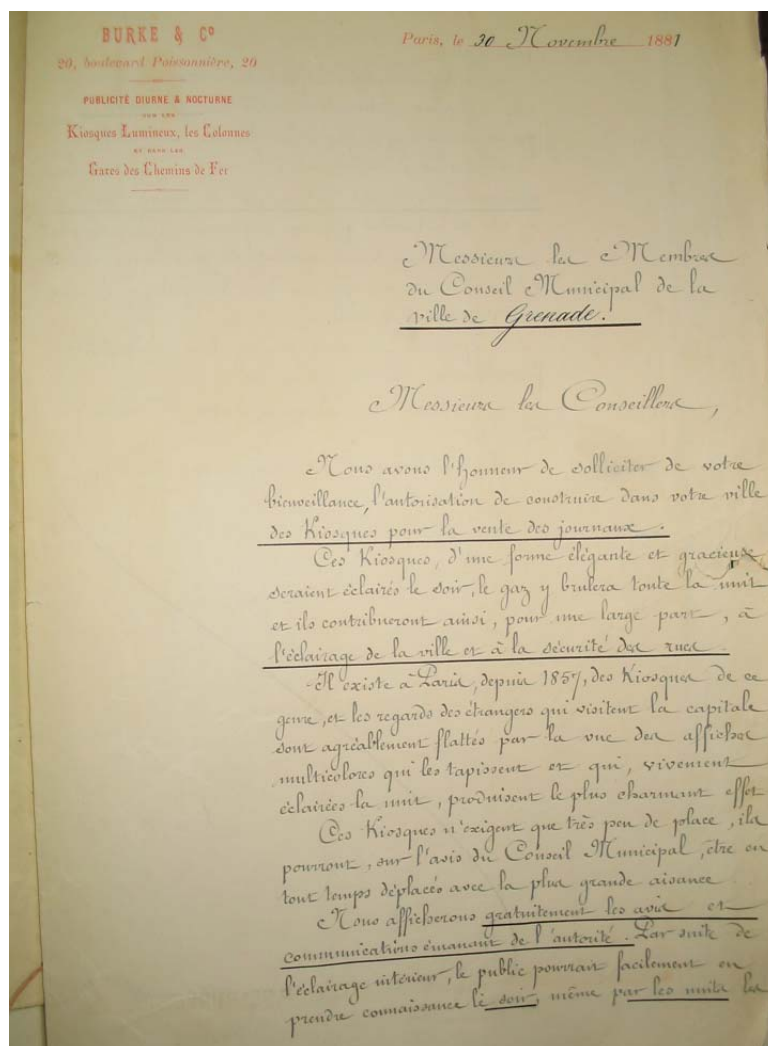 BURKE & Cº
20, boulevard Poissonnière, 20
PUBLICITÉ DIURNE & NOCTURNE
SUR LES
Kiosques Lumineux, les Colonnes
ET DANS LES
Gares des Chemins de Fer
Paris, le 30 Novembre 1881
Messieurs les Membres
du Conseil Municipal de la
ville de Grenade.
Messieurs les Conseillers,
Nous avons l'honneur de solliciter de votre
bienveillance, l'autorisation de construire dans votre ville
des Kiosques pour la vente des journaux.
Ces Kiosques, d'une forme élégante et gracieuse
seraient éclairés le soir, le gaz y brulera toute la nuit
et ils contribueront ainsi, pour une large part, à
l'éclairage de la ville et à la sécurité des rues.
Il existe à Paris, depuis 1857, des Kiosques de ce
genre, et les regards des étrangers qui visitent la capitale
sont agréablement flattés par la vue des affiches
multicolores qui les tapissent et qui, vivement
éclairées la nuit, produisent le plus charmant effet
Ces Kiosques n'exigent que très peu de place, ils
pourront, sur l'avis du Conseil Municipal, être en
tout temps déplacés avec la plus grande aisance.
Nous afficherons gratuitement les avis et
communications émanant de l'autorité. Par suite de
l'éclairage intérieur, le public pourrait facilement en
prendre connaissance le soir, même par les nuits les